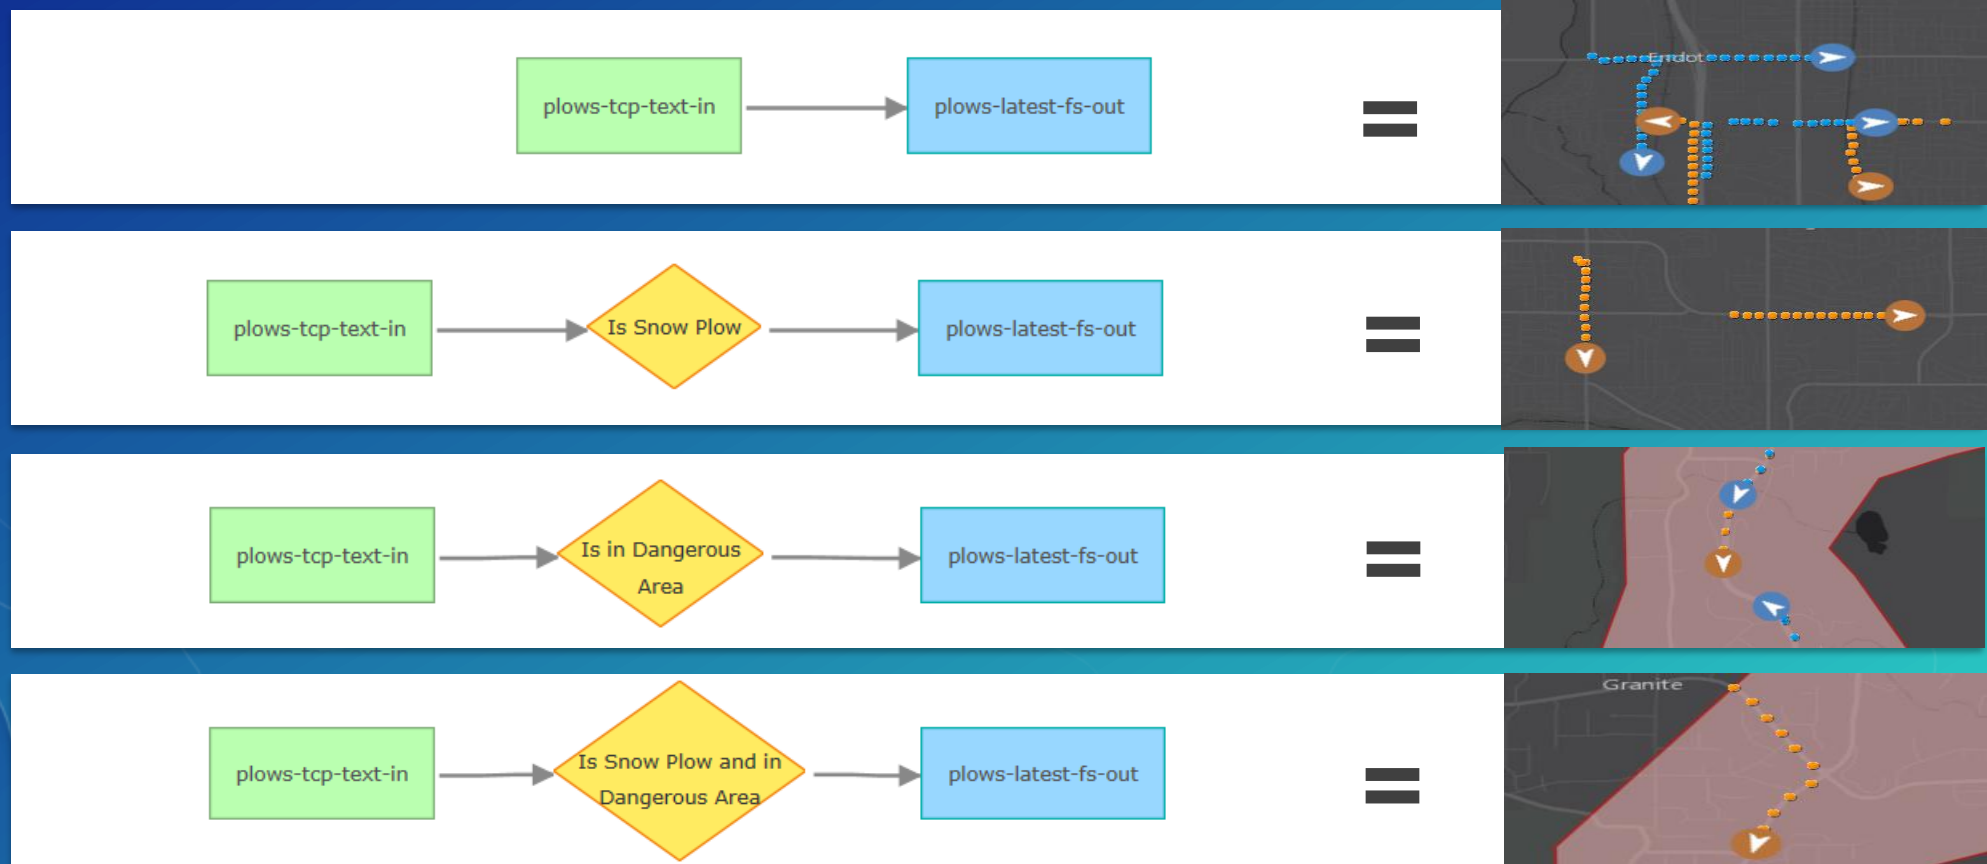 plows-tcp-text-in
plows-latest-fs-out
=
Endot
plows-tcp-text-in
Is Snow Plow
plows-latest-fs-out
=
plows-tcp-text-in
Is in Dangerous
Area
plows-latest-fs-out
=
Granite
plows-tcp-text-in
Is Snow Plow and in
Dangerous Area
plows-latest-fs-out
=